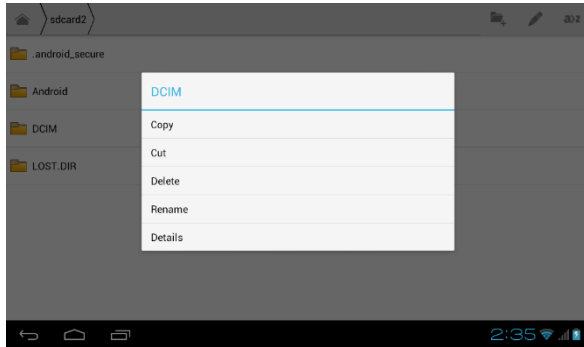 sdcard2
a›z
.android_secure
Android
DCIM
LOST.DIR
DCIM
Copy
Cut
Delete
Rename
Details
2:35